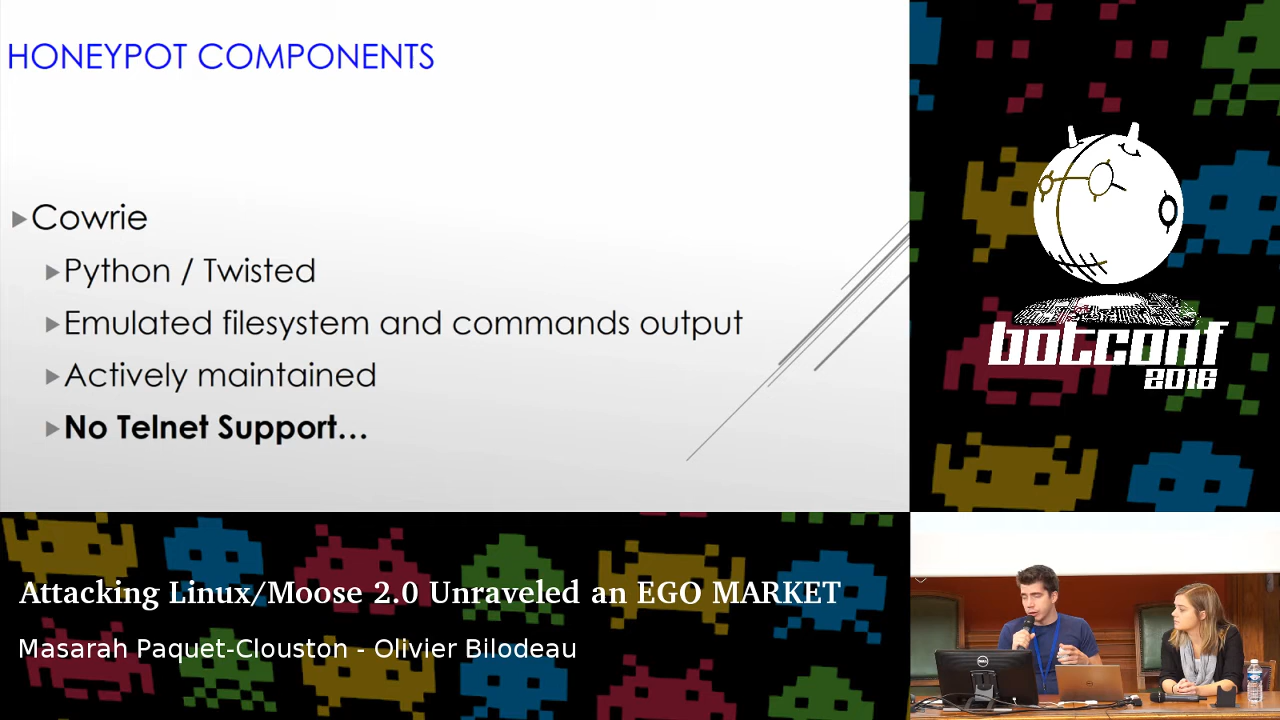 HONEYPOT COMPONENTS
Cowrie
Python / Twisted
Emulated filesystem and commands output
Actively maintained
No Telnet Support...
botconf
2016
Attacking Linux/Moose 2.0 Unraveled an EGO MARKET
Masarah Paquet-Clouston - Olivier Bilodeau
DELL